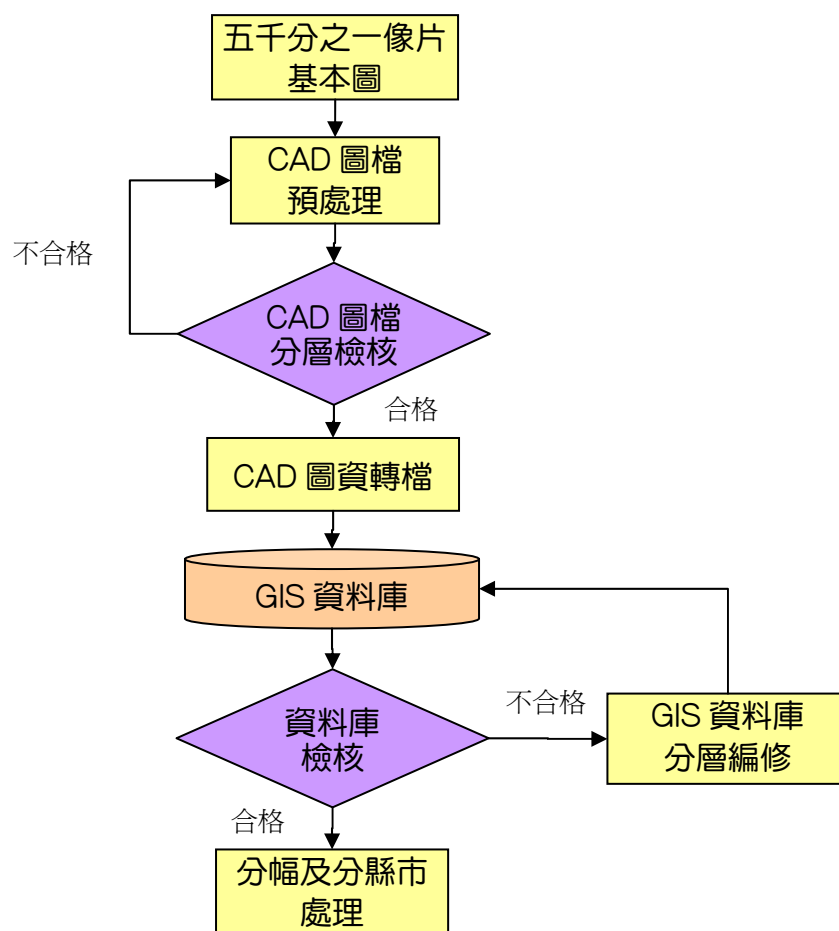 五千分之一像片
基本圖
CAD 圖檔
預處理
不合格
CAD 圖檔
分層檢核
合格
CAD 圖資轉檔
GIS 資料庫
資料庫
檢核
不合格
GIS 資料庫
分層編修
合格
分幅及分縣市
處理